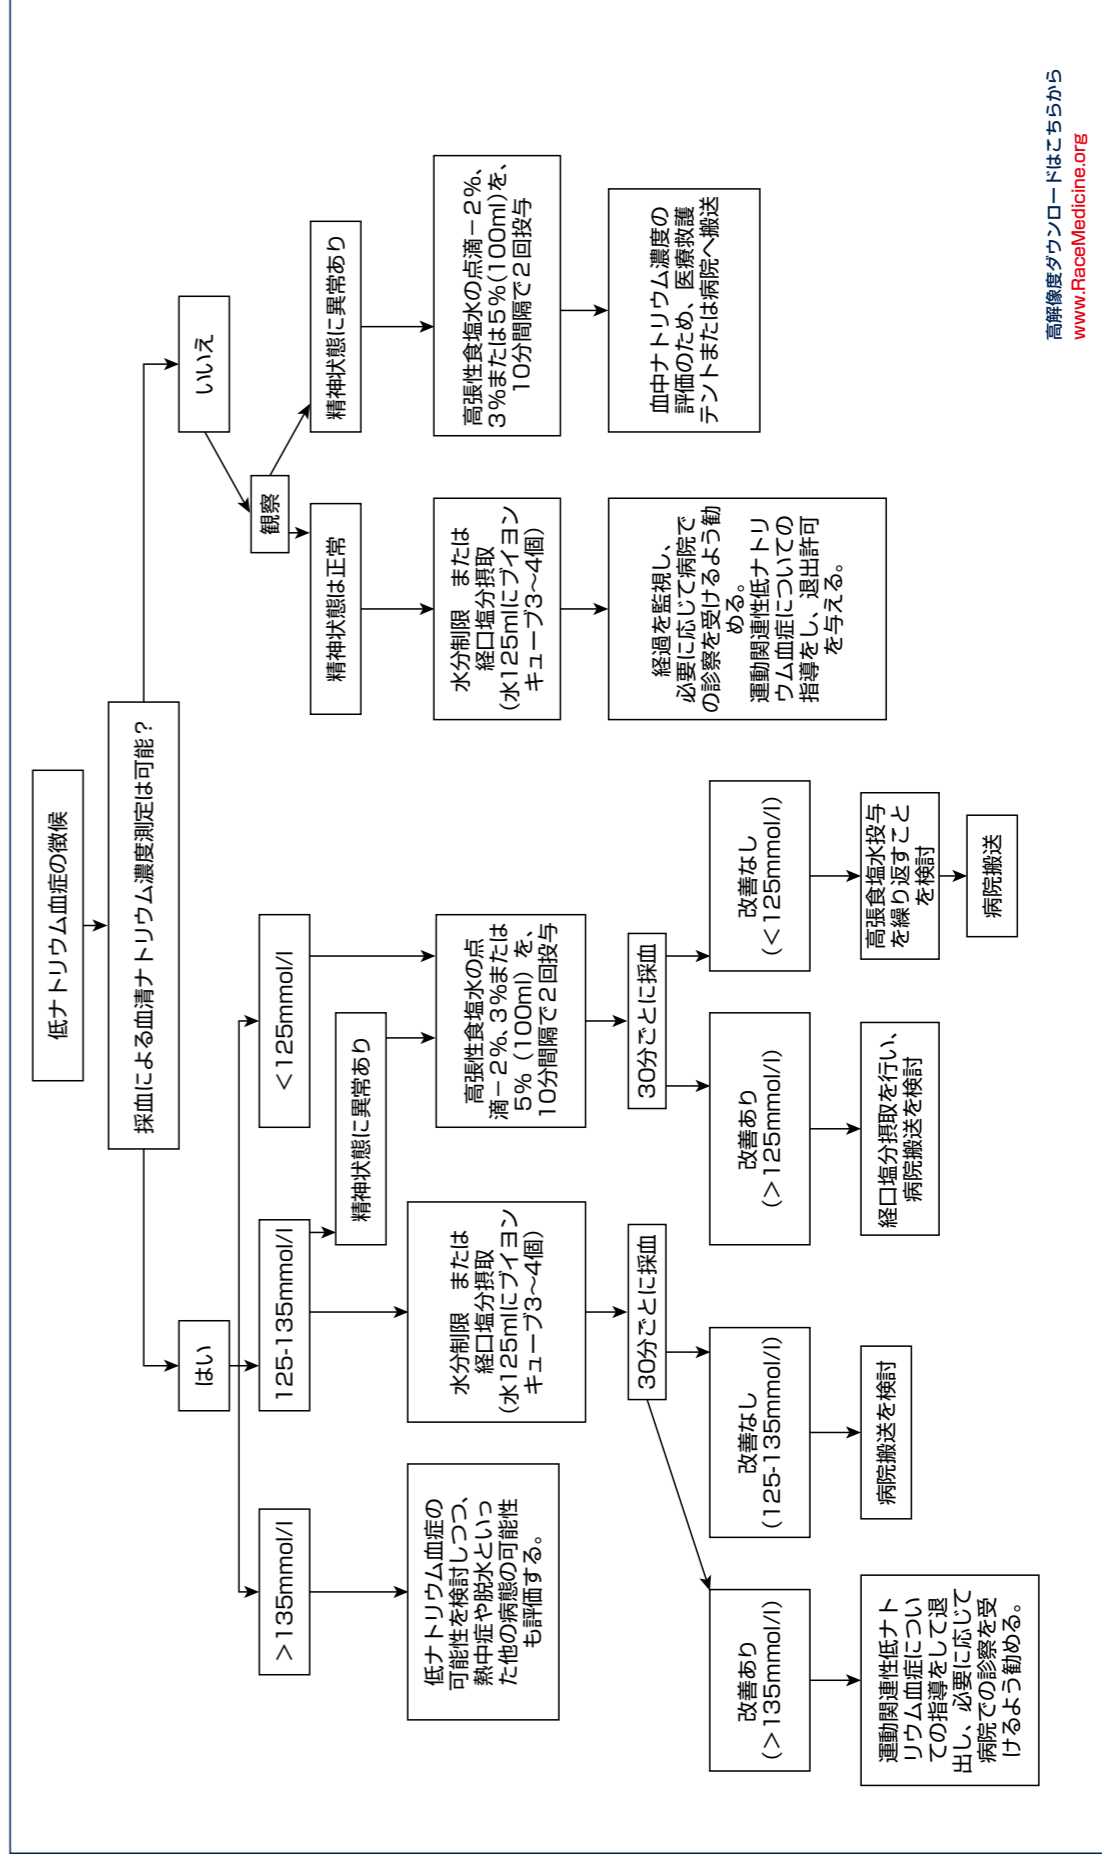 低ナトリウム血症の徴候
採血による血清ナトリウム濃度測定は可能？
はい
いいえ
>135mmol/l
125-135mmol/l
<125mmol/l
観察
精神状態に異常あり
精神状態は正常
精神状態に異常あり
低ナトリウム血症の
可能性を検討しつつ、
熱中症や脱水といっ
た他の病態の可能性
も評価する。
水分制限　または
経口塩分摂取
(水125mlにブイヨン
キューブ3〜4個)
高張性食塩水の点
滴－2%、3%または
5%（100ml）を、
10分間隔で2回投与
水分制限　または
経口塩分摂取
(水125mlにブイヨン
キューブ3〜4個)
高張性食塩水の点滴－2%、
3%または5%(100ml)を、
10分間隔で2回投与
30分ごとに採血
30分ごとに採血
経過を監視し、
必要に応じて病院で
の診察を受けるよう勧
める。
運動関連性低ナトリ
ウム血症についての
指導をし、退出許可
を与える。
血中ナトリウム濃度の
評価のため、医療救護
テントまたは病院へ搬送
改善あり
(>135mmol/l)
改善なし
(125-135mmol/l)
改善あり
(>125mmol/l)
改善なし
(<125mmol/l)
運動関連性低ナト
リウム血症につい
ての指導をして退
出し、必要に応じて
病院での診察を受
けるよう勧める。
病院搬送を検討
経口塩分摂取を行い、
病院搬送を検討
高張食塩水投与
を繰り返すこと
を検討
病院搬送
高解像度ダウンロードはこちらから
www.RaceMedicine.org